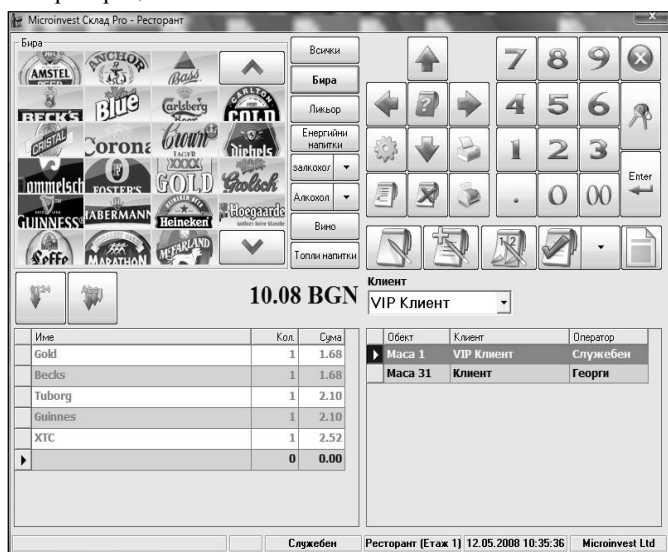 Microinvest Склад Pro - Ресторант
Бира
AMSTEL
ANCHOR
Bass
BECK'S
Blue
Carlsberg
CARLTON
COLD
CRISTAL
Corona
Crown
LAGER
XXXX
GOLD
FOSTER'S
Grolsch
GUINNESS
HABERMANN
Heineken
Hoegaarde
MARATHON
McFARLAND
Всички
Бира
Ликьор
Енергийни
напитки
залкохол
Алкохол
Вино
Топли напитки
7 8 9
4 5 6
1 2 3
. 0 00
Enter
10.08 BGN
Клиент
VIP Клиент
Име Кол. Сума
Gold 1 1.68
Becks 1 1.68
Tuborg 1 2.10
Guinnes 1 2.10
XTC 1 2.52
0 0.00
Обект Клиент Оператор
Маса 1 VIP Клиент Служебен
Маса 31 Клиент Георги
Служебен Ресторант (Етаж 1) 12.05.2008 10:35:36 Microinvest Ltd